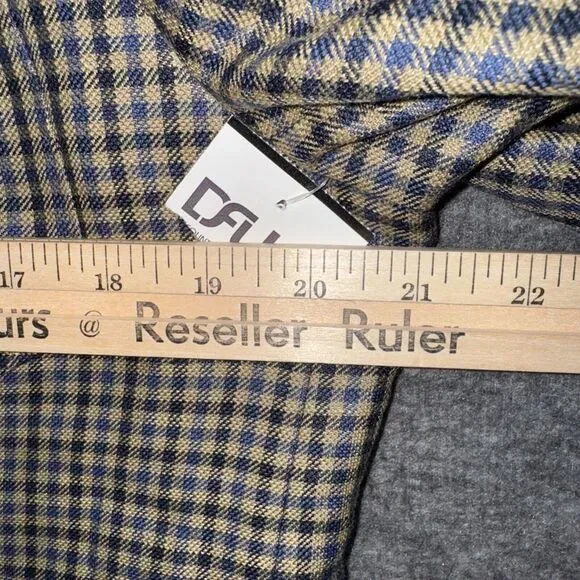 DFU
17 18 19 20 21 22
urs @ Reseller Ruler